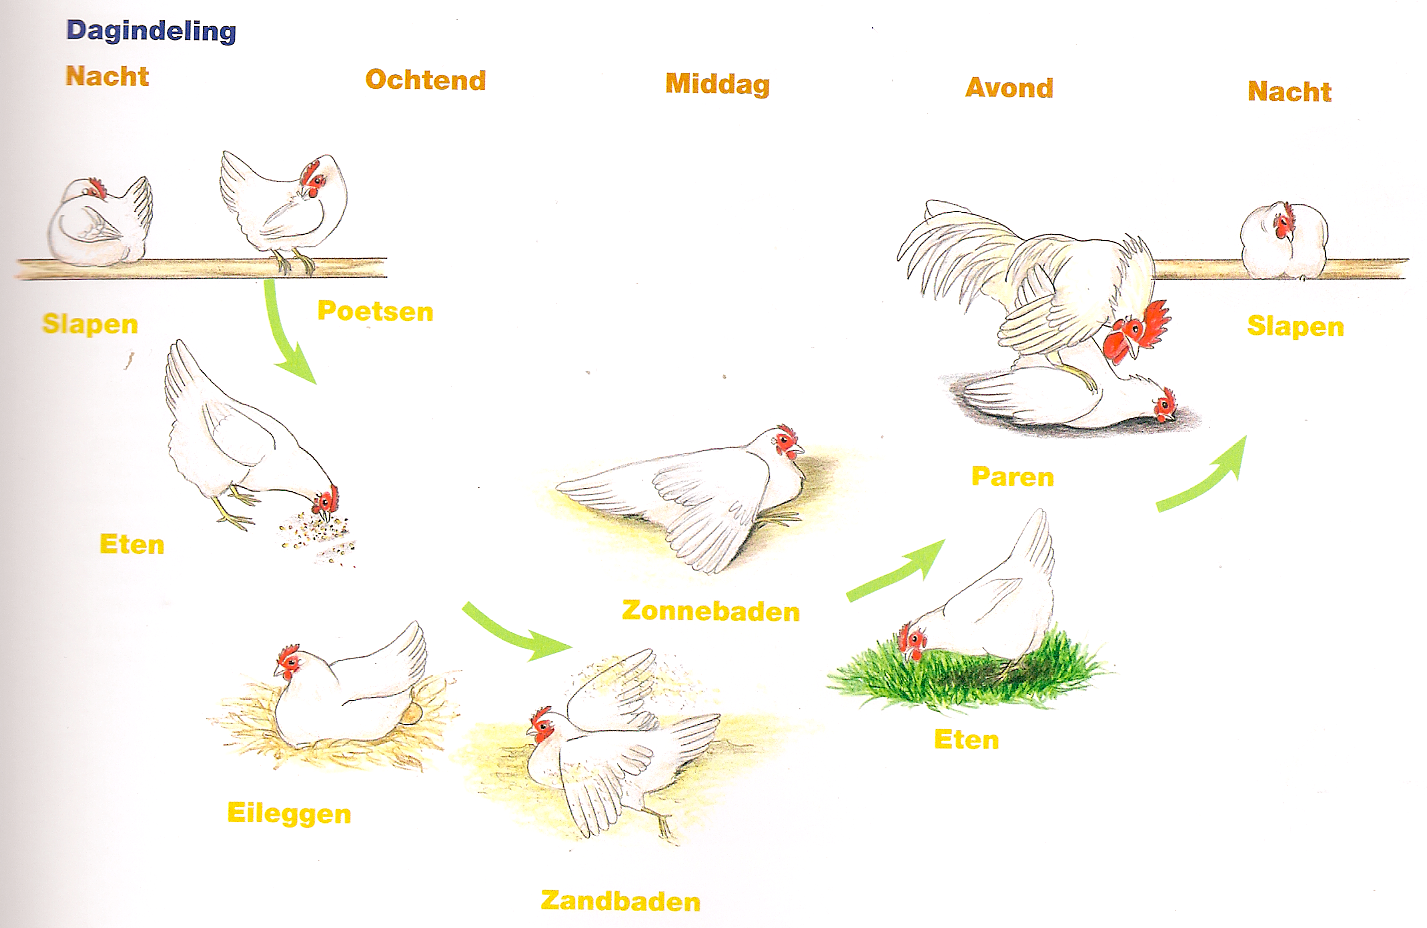 Dagindeling
Nacht Ochtend Middag Avond Nacht
Slapen
Poetsen
Eten
Eileggen
Zonnebaden
Zandbaden
Paren
Eten
Slapen